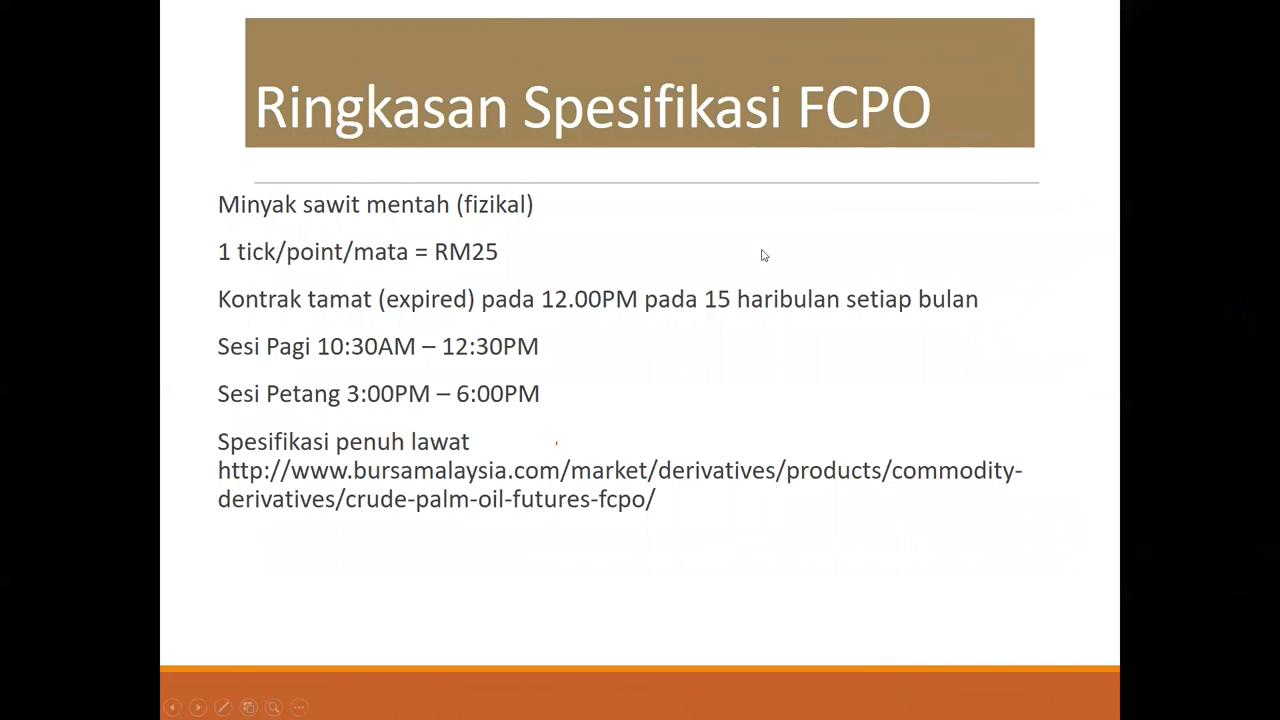 Ringkasan Spesifikasi FCPO
Minyak sawit mentah (fizikal)
1 tick/point/mata = RM25
Kontrak tamat (expired) pada 12.00PM pada 15 haribulan setiap bulan
Sesi Pagi 10:30AM – 12:30PM
Sesi Petang 3:00PM – 6:00PM
Spesifikasi penuh lawat
http://www.bursamalaysia.com/market/derivatives/products/commodity-
derivatives/crude-palm-oil-futures-fcpo/